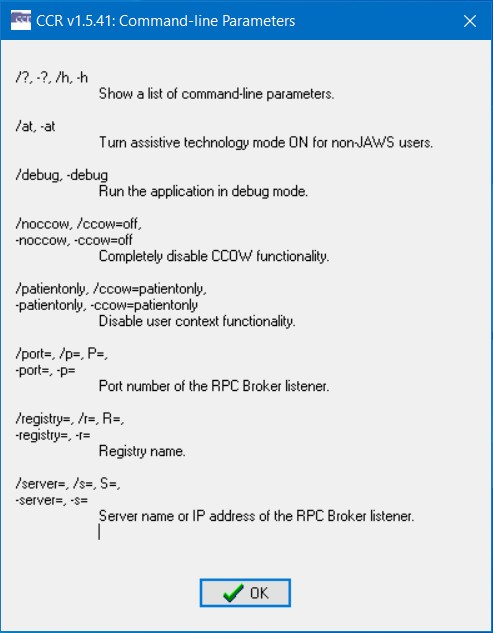 CCR v1.5.41: Command-line Parameters
/?, -?, /h, -h
Show a list of command-line parameters.
/at, -at
Turn assistive technology mode ON for non-JAWS users.
/debug, -debug
Run the application in debug mode.
/noccow, /ccow=off,
-noccow, -ccow=off
Completely disable CCOW functionality.
/patientonly, /ccow=patientonly,
-patientonly, -ccow=patientonly
Disable user context functionality.
/port=, /p=, P=,
-port=, -p=
Port number of the RPC Broker listener.
/registry=, /r=, R=,
-registry=, -r=
Registry name.
/server=, /s=, S=,
-server=, -s=
Server name or IP address of the RPC Broker listener.
OK